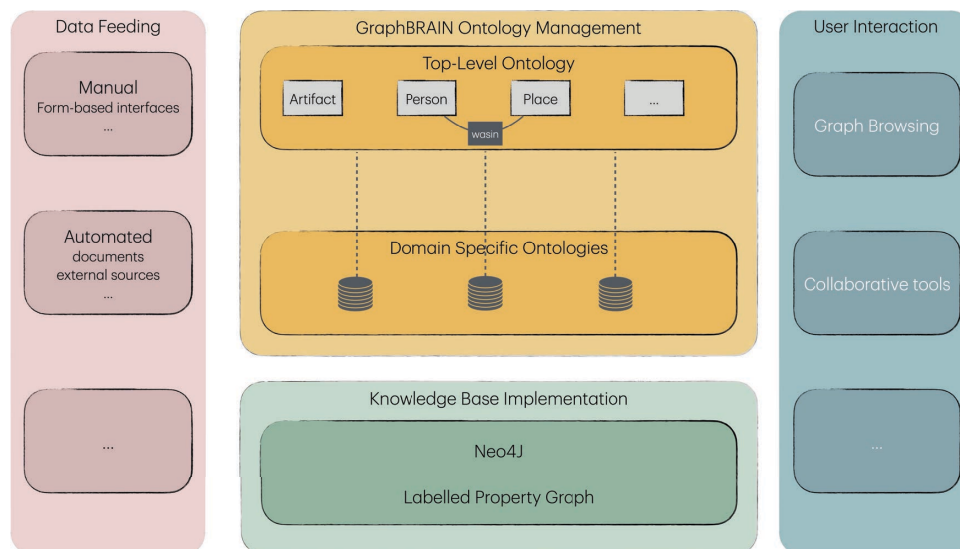 Data Feeding
Manual
Form-based interfaces
...
Automated
documents
external sources
...
...
GraphBRAIN Ontology Management
Top-Level Ontology
Artifact
Person
Place
...
wasin
Domain Specific Ontologies
Knowledge Base Implementation
Neo4J
Labelled Property Graph
User Interaction
Graph Browsing
Collaborative tools
...